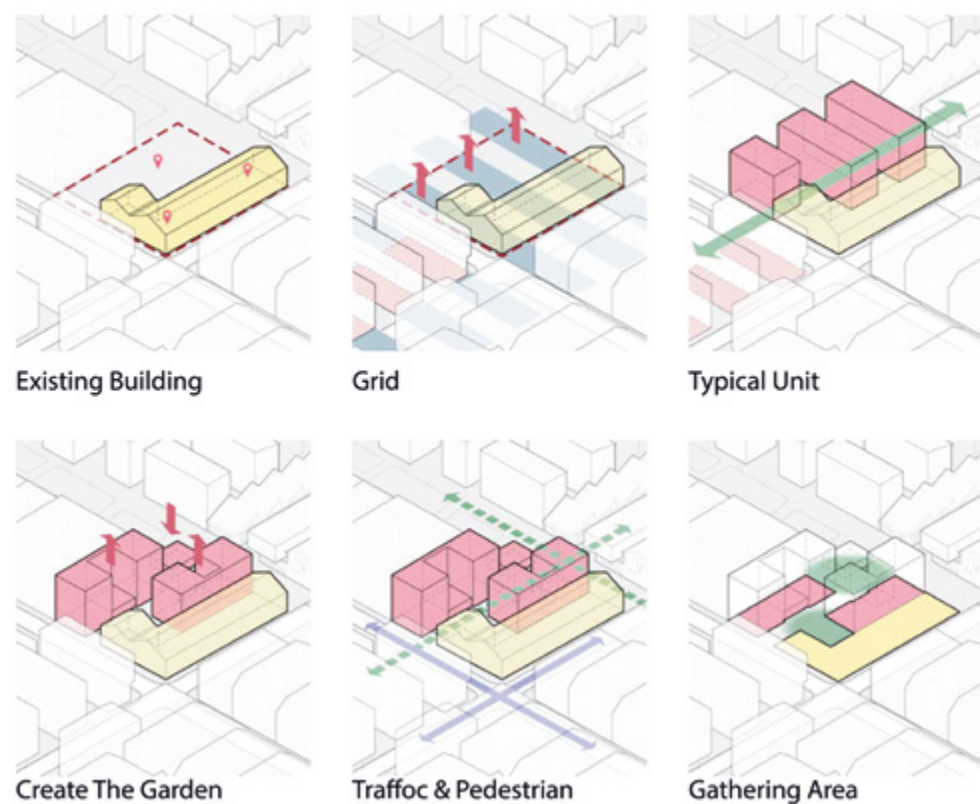 Existing Building
Grid
Typical Unit
Create The Garden
Traffoc & Pedestrian
Gathering Area